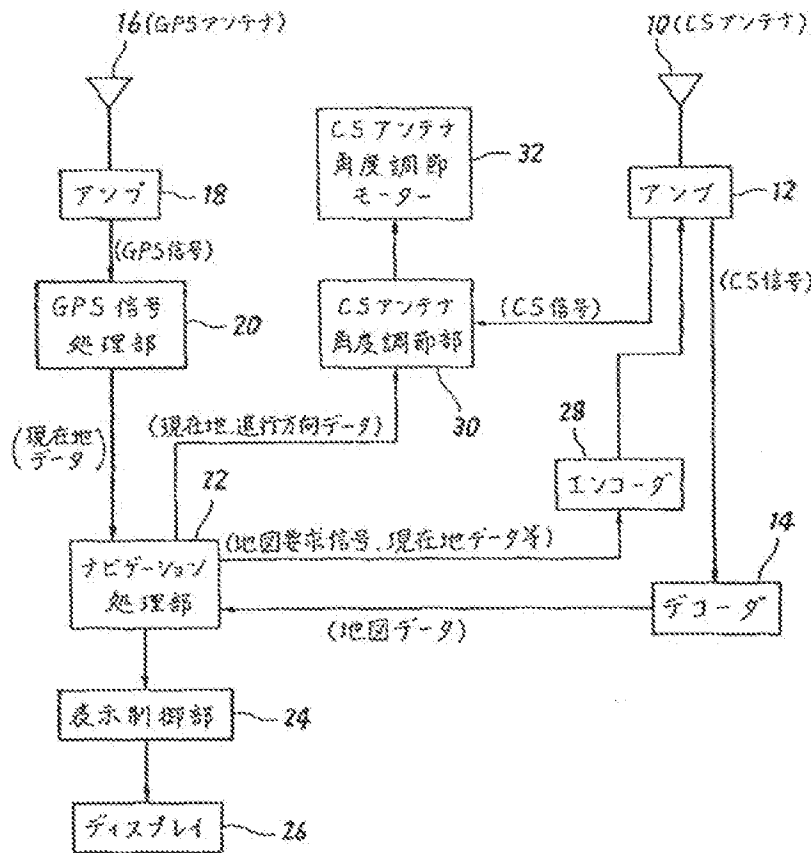 16(GPSアンテナ)
10(CSアンテナ)
CSアンテナ
角度調節
モーター
32
アンプ
18
アンプ
12
(GPS信号)
(CS信号)
GPS信号
処理部
20
CSアンテナ
角度調節部
30
(CS信号)
(現在地
データ)
(現在地、進行方向データ)
28
エンコーダ
22
(地図要求信号、現在地データ等)
ナビゲーション
処理部
14
デコーダ
(地図データ)
表示制御部
24
ディスプレイ
26